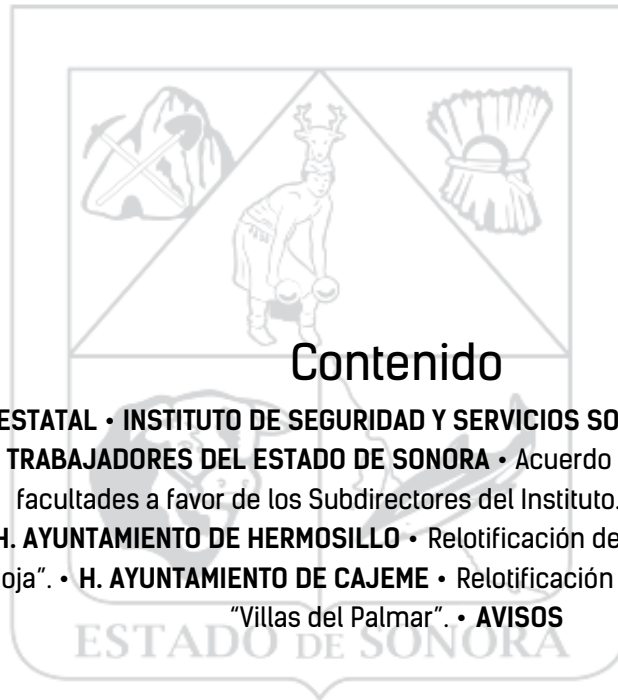 Contenido
ESTATAL • INSTITUTO DE SEGURIDAD Y SERVICIOS SO
TRABAJADORES DEL ESTADO DE SONORA • Acuerdo
facultades a favor de los Subdirectores del Instituto.
H. AYUNTAMIENTO DE HERMOSILLO • Relotificación de
oja”. • H. AYUNTAMIENTO DE CAJEME • Relotificación
“Villas del Palmar”. • AVISOS
ESTADO DE SONORA